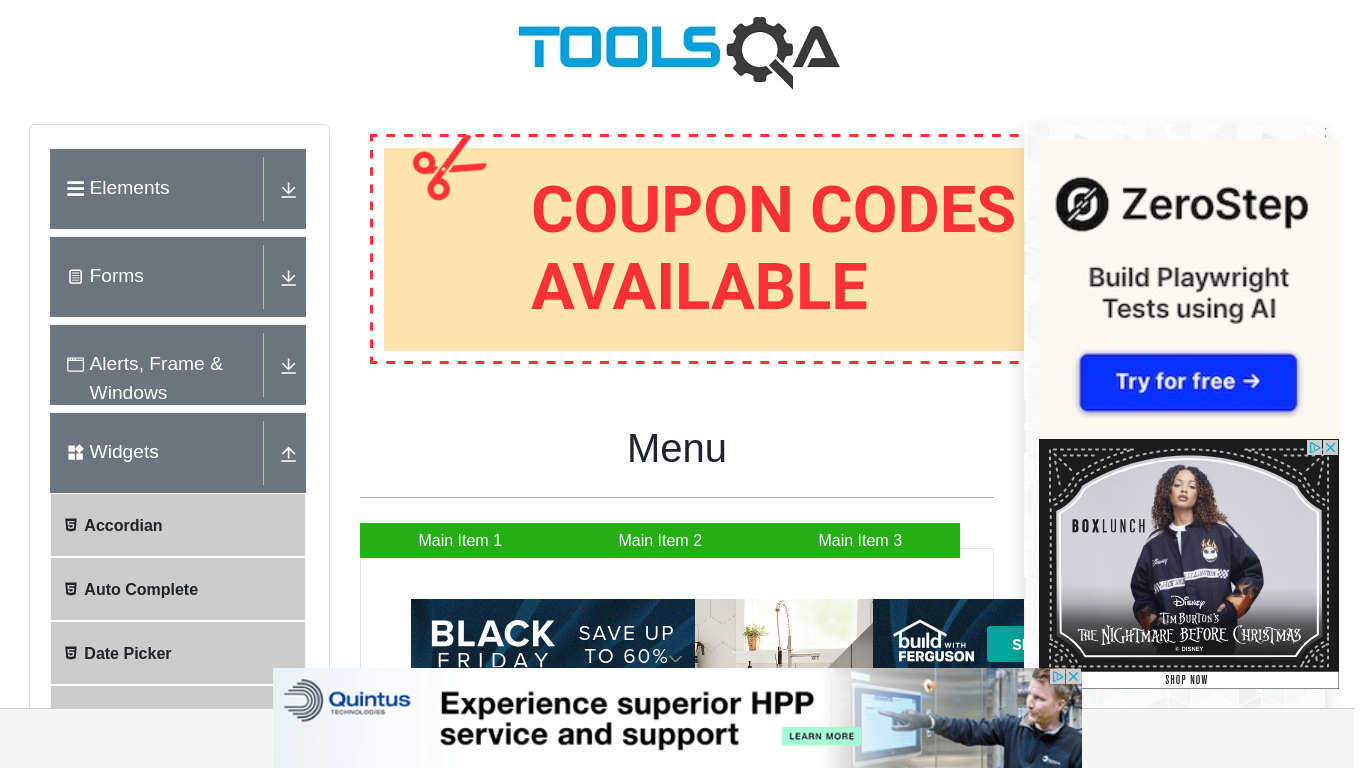 TOOLSQA
Elements
Forms
Alerts, Frame &
Windows
Widgets
Accordian
Auto Complete
Date Picker
COUPON CODES
AVAILABLE
Menu
Main Item 1
Main Item 2
Main Item 3
BLACK
FRIDAY
SAVE UP
TO 60%
build WITH
FERGUSON
ZeroStep
Build Playwright
Tests using AI
Try for free →
BOXLUNCH
Disney
TIM BURTON'S
THE NIGHTMARE BEFORE CHRISTMAS
© DISNEY
SHOP NOW
Quintus
TECHNOLOGIES
Experience superior HPP
service and support
LEARN MORE